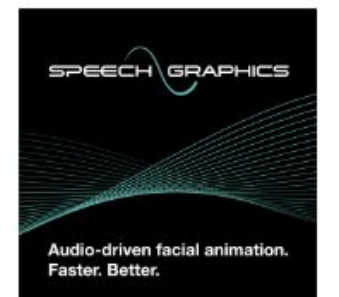 SPEECH GRAPHICS
Audio-driven facial animation.
Faster. Better.